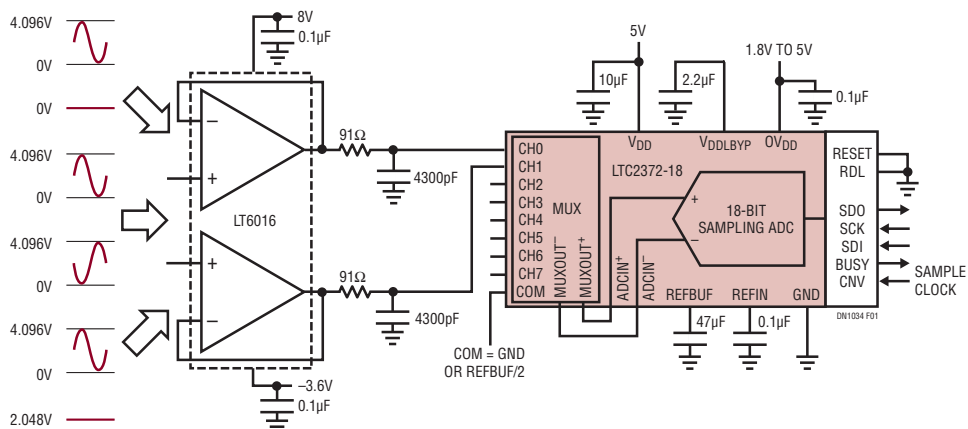 4.096V
0V
0V
4.096V
0V
4.096V
0V
4.096V
0V
2.048V
8V
0.1µF
–
+
LT6016
+
–
–3.6V
0.1µF
91Ω
4300pF
91Ω
4300pF
COM = GND
OR REFBUF/2
5V
10µF
2.2µF
1.8V TO 5V
0.1µF
VDD
VDDLBYP
OVDD
LTC2372-18
CH0
CH1
CH2
CH3
CH4
CH5
CH6
CH7
COM
MUX
MUXOUT–
MUXOUT+
ADCIN+
ADCIN–
+
–
18-BIT
SAMPLING ADC
REFBUF
REFIN
GND
47µF
0.1µF
RESET
RDL
SDO
SCK
SDI
BUSY
CNV
SAMPLE
CLOCK
DN1034 F01